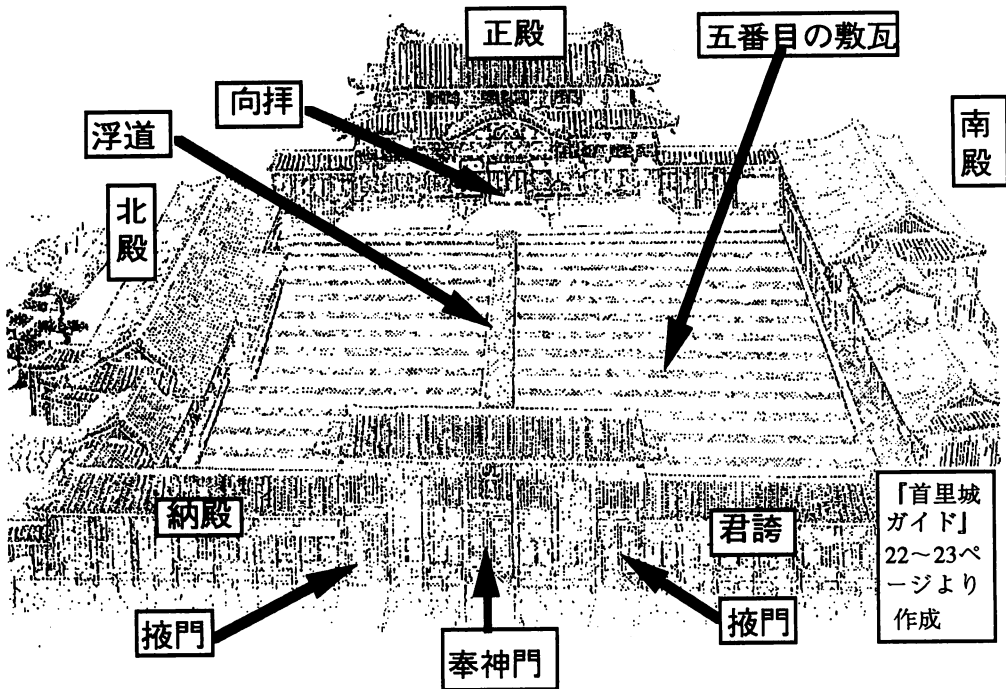 正殿
五番目の敷瓦
向拝
浮道
南
殿
北
殿
納殿
君誇
『首里城
ガイド』
22～23ペ
ージより
作成
掖門
奉神門
掖門